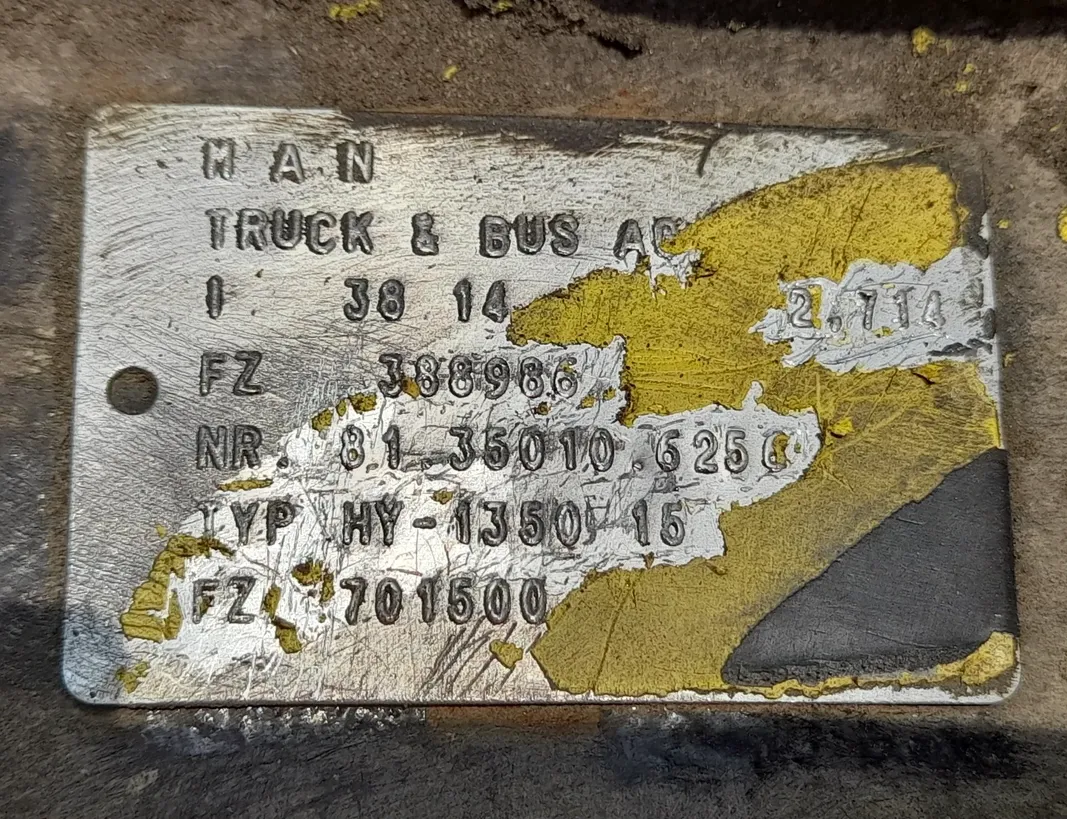 M A N
TRUCK & BUS AG
I 38 14 2.714
FZ 388986
NR. 81.35010.6250
TYP HY-1350 15
FZ 701500